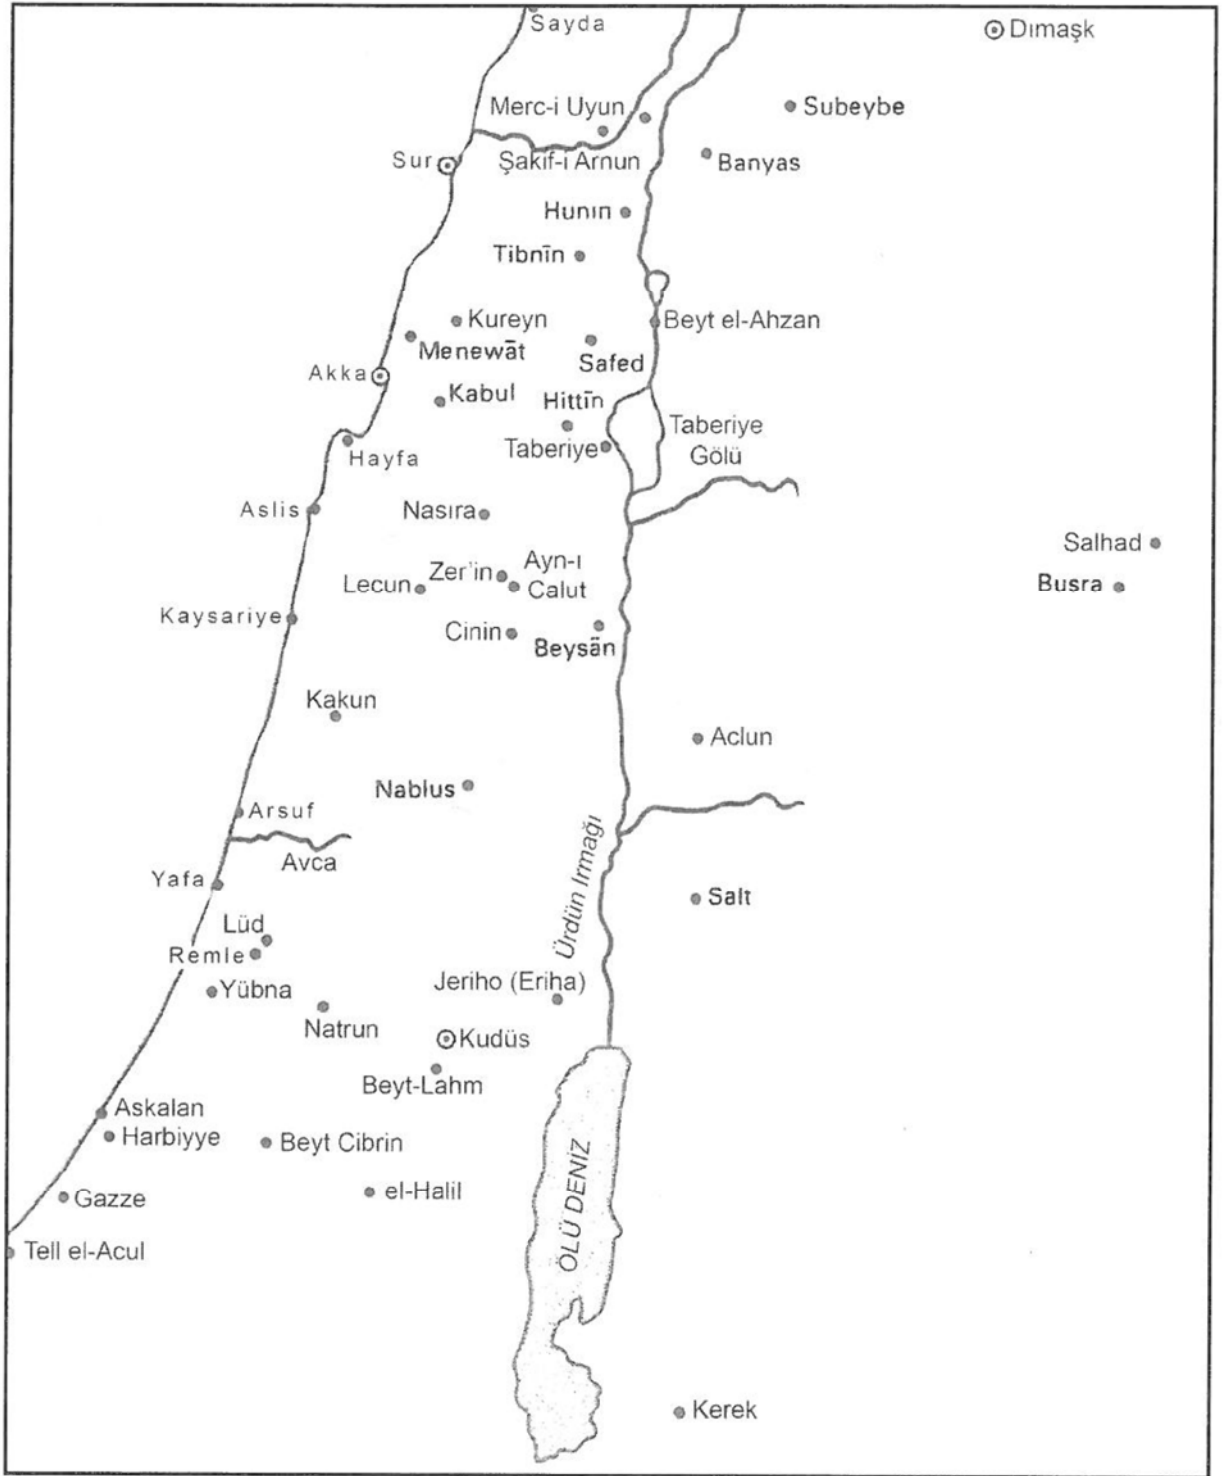 Sayda
Dımaşk
Merc-i Uyun
Subeybe
Sur
Şakif-i Arnun
Banyas
Hunın
Tibnīn
Kureyn
Beyt el-Ahzan
Menewāt
Safed
Akka
Kabul
Hittīn
Taberiye
Gölü
Taberiye
Hayfa
Aslis
Nasıra
Salhad
Zer'in
Ayn-ı
Calut
Lecun
Busra
Kaysariye
Cinin
Beysān
Kakun
Aclun
Nablus
Arsuf
Avca
Ürdün Irmağı
Yafa
Salt
Lüd
Remle
Jeriho (Eriha)
Yübna
Natrun
Kudüs
Beyt-Lahm
Askalan
Harbiyye
Beyt Cibrin
ÖLÜ DENİZ
el-Halil
Gazze
Tell el-Acul
Kerek